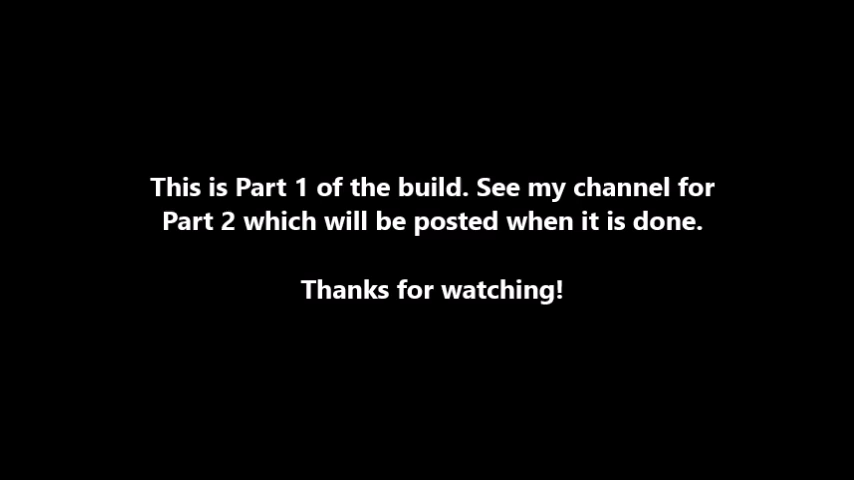 This is Part 1 of the build. See my channel for
Part 2 which will be posted when it is done.
Thanks for watching!